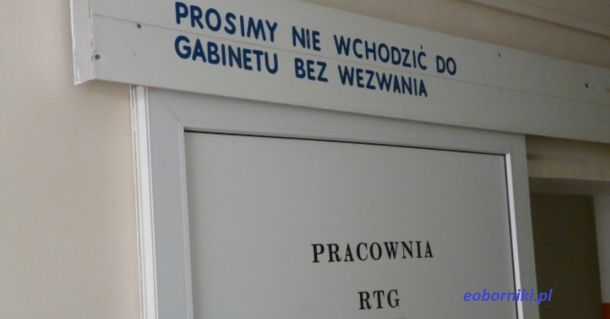 PROSIMY NIE WCHODZIĆ DO
GABINETU BEZ WEZWANIA
PRACOWNIA
RTG
eoborniki.pl